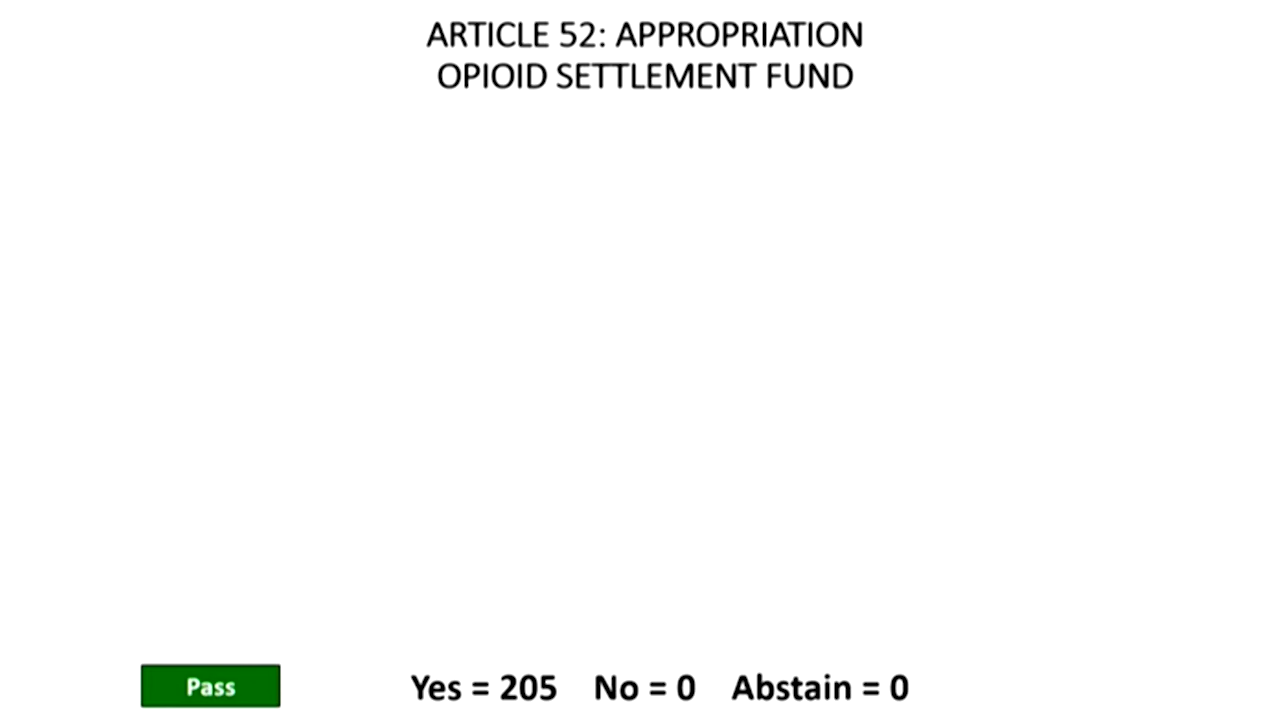 ARTICLE 52: APPROPRIATION
OPIOID SETTLEMENT FUND
Pass Yes = 205 No = 0 Abstain = 0